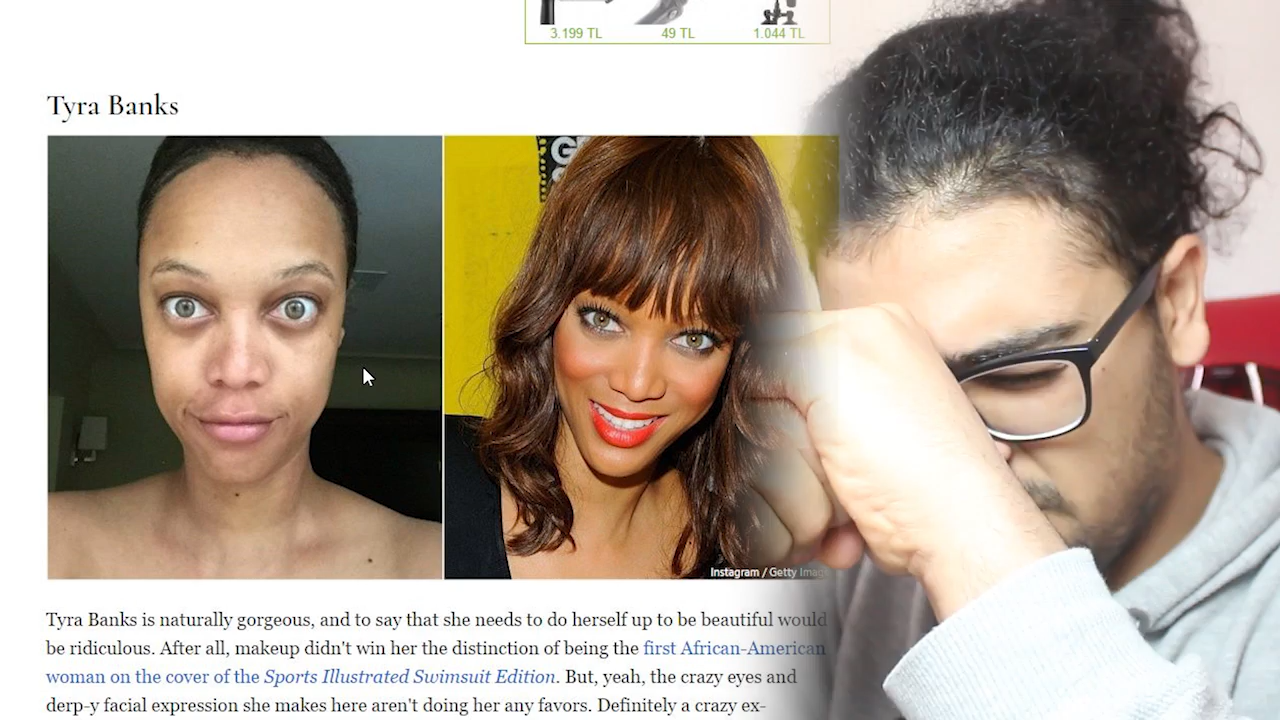 3.199 TL 49 TL 1.044 TL
Tyra Banks
Instagram / Getty
Tyra Banks is naturally gorgeous, and to say that she needs to do herself up to be beautiful would
be ridiculous. After all, makeup didn't win her the distinction of being the first African-American
woman on the cover of the Sports Illustrated Swimsuit Edition. But, yeah, the crazy eyes and
derp-y facial expression she makes here aren't doing her any favors. Definitely a crazy ex-